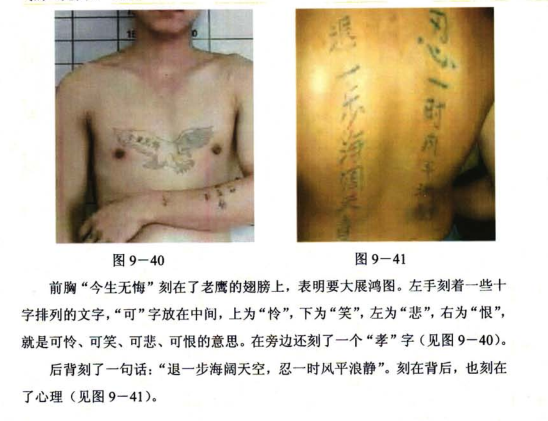 退一步海阔天空
忍一时风平
图9－40
图9－41
前胸“今生无悔”刻在了老鹰的翅膀上，表明要大展鸿图。左手刻着一些十
字排列的文字，“可”字放在中间，上为“怜”，下为“笑”，左为“悲”，右为“恨”，
就是可怜、可笑、可悲、可恨的意思。在旁边还刻了一个“孝”字（见图9－40）。
后背刻了一句话：“退一步海阔天空，忍一时风平浪静”。刻在背后，也刻在
了心理（见图9－41）。